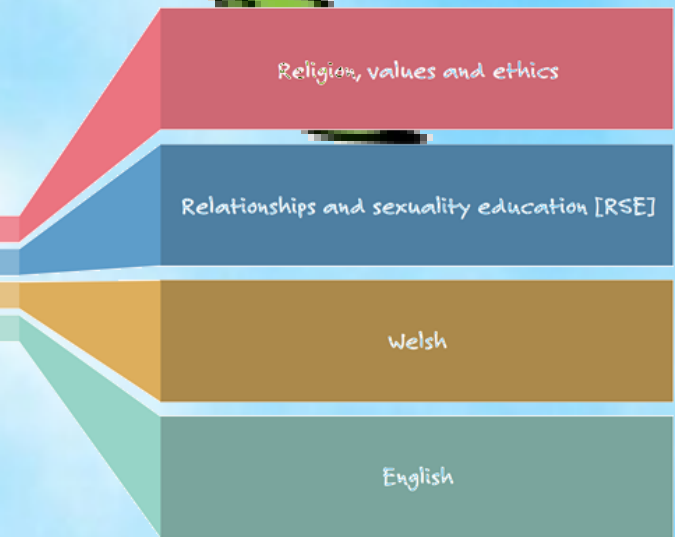 Religion, values and ethics
Relationships and sexuality education [RSE]
Welsh
English